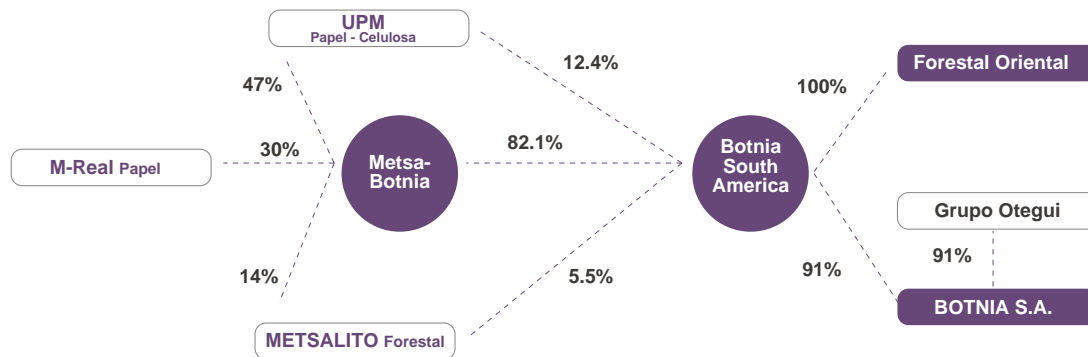 UPM
Papel - Celulosa
12.4%
Forestal Oriental
47%
100%
M-Real Papel
30%
Metsa-
Botnia
82.1%
Botnia
South
America
Grupo Otegui
14%
5.5%
91%
91%
METSALITO Forestal
BOTNIA S.A.